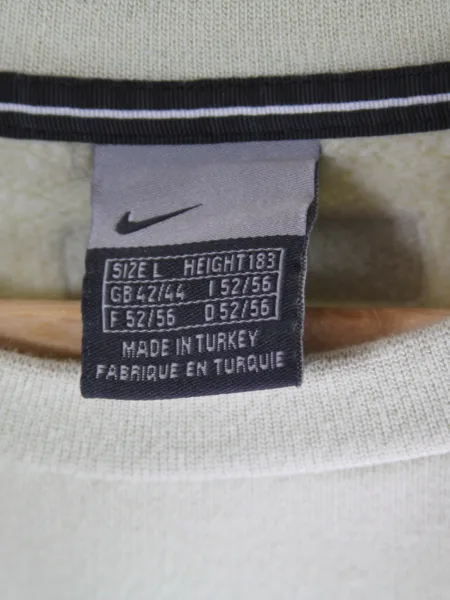 SIZE L HEIGHT 183
GB 42/44 I 52/56
F 52/56 D 52/56
MADE IN TURKEY
FABRIQUE EN TURQUIE